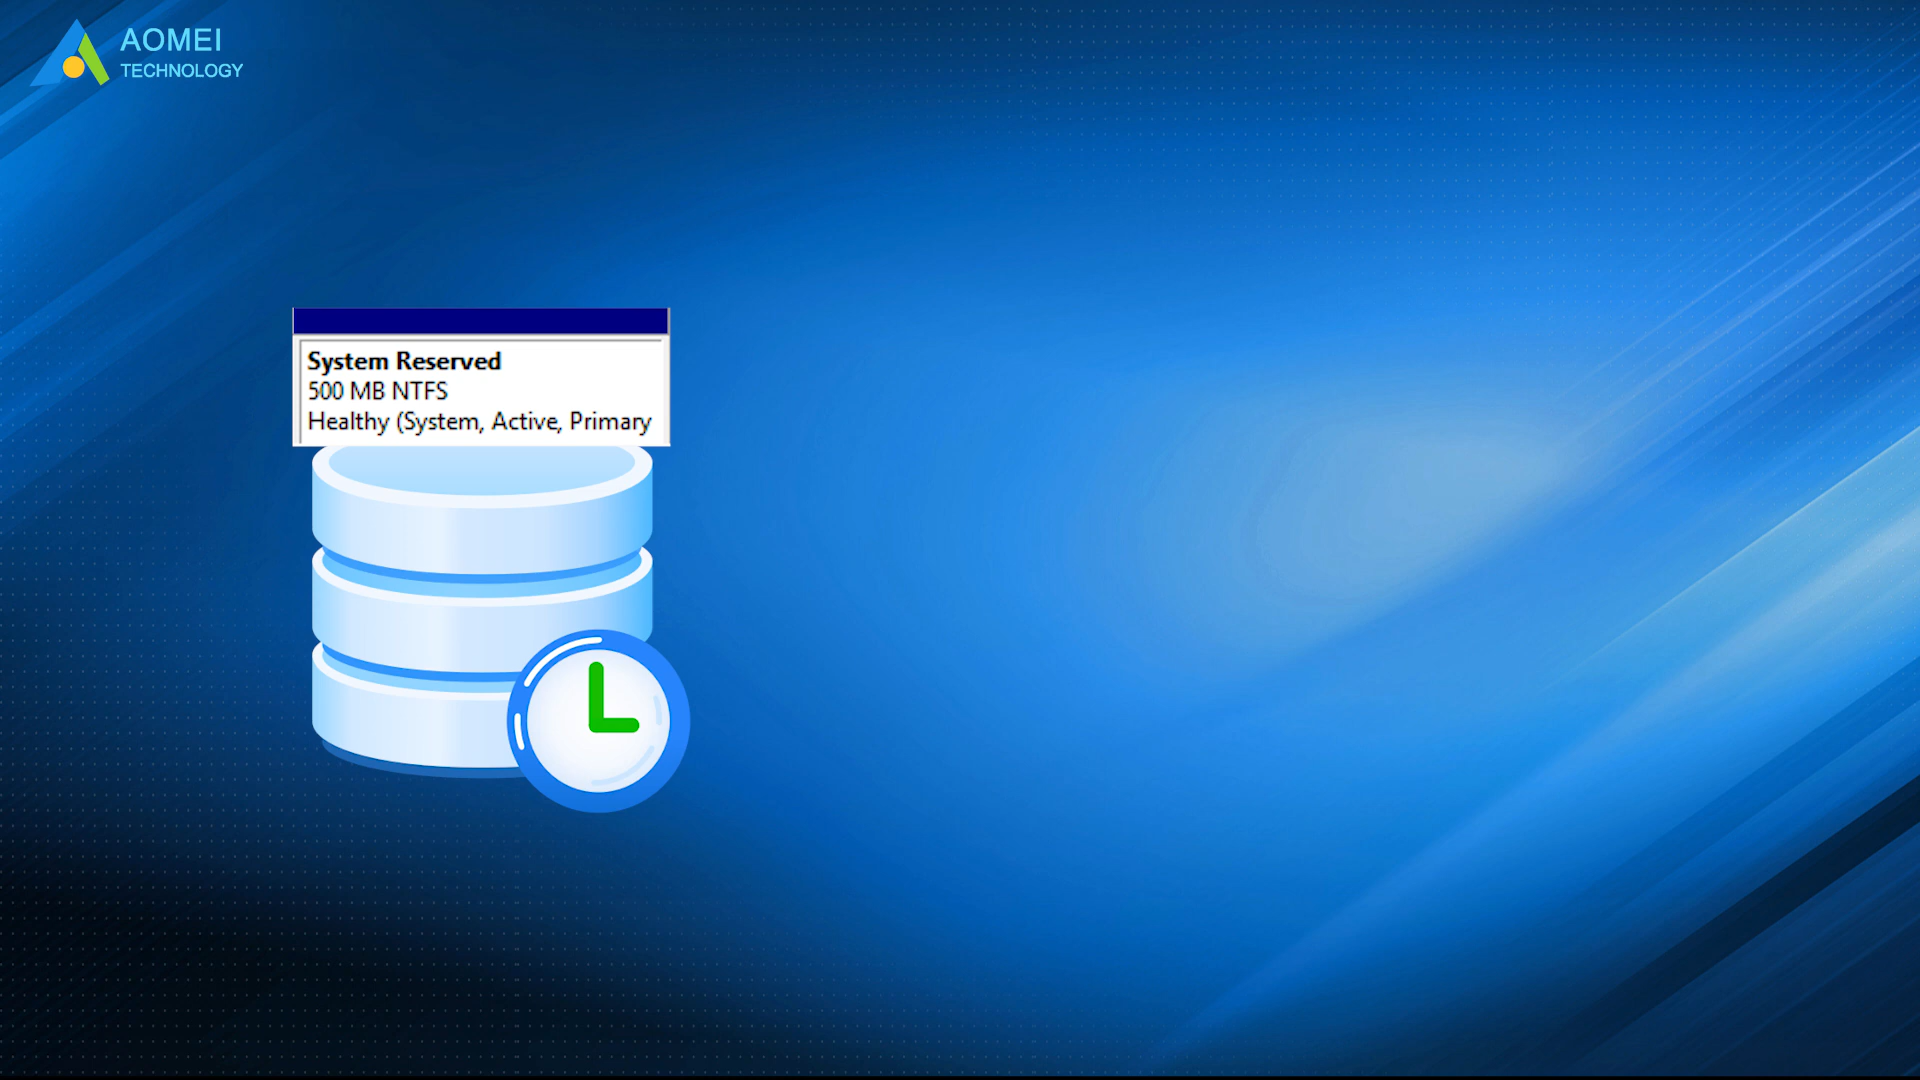 AOMEI
TECHNOLOGY
System Reserved
500 MB NTFS
Healthy (System, Active, Primary